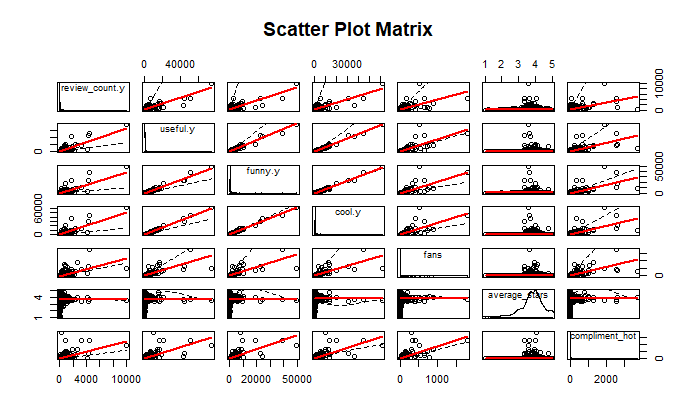 Scatter Plot Matrix
0 40000
0 30000
1 2 3 4 5
review_count.y
0 10000
useful.y
0
funny.y
0 50000
cool.y
0 60000
fans
0
average_stars
1 4
compliment_hot
0
0 4000 10000
0 20000 50000
0 1000
0 2000